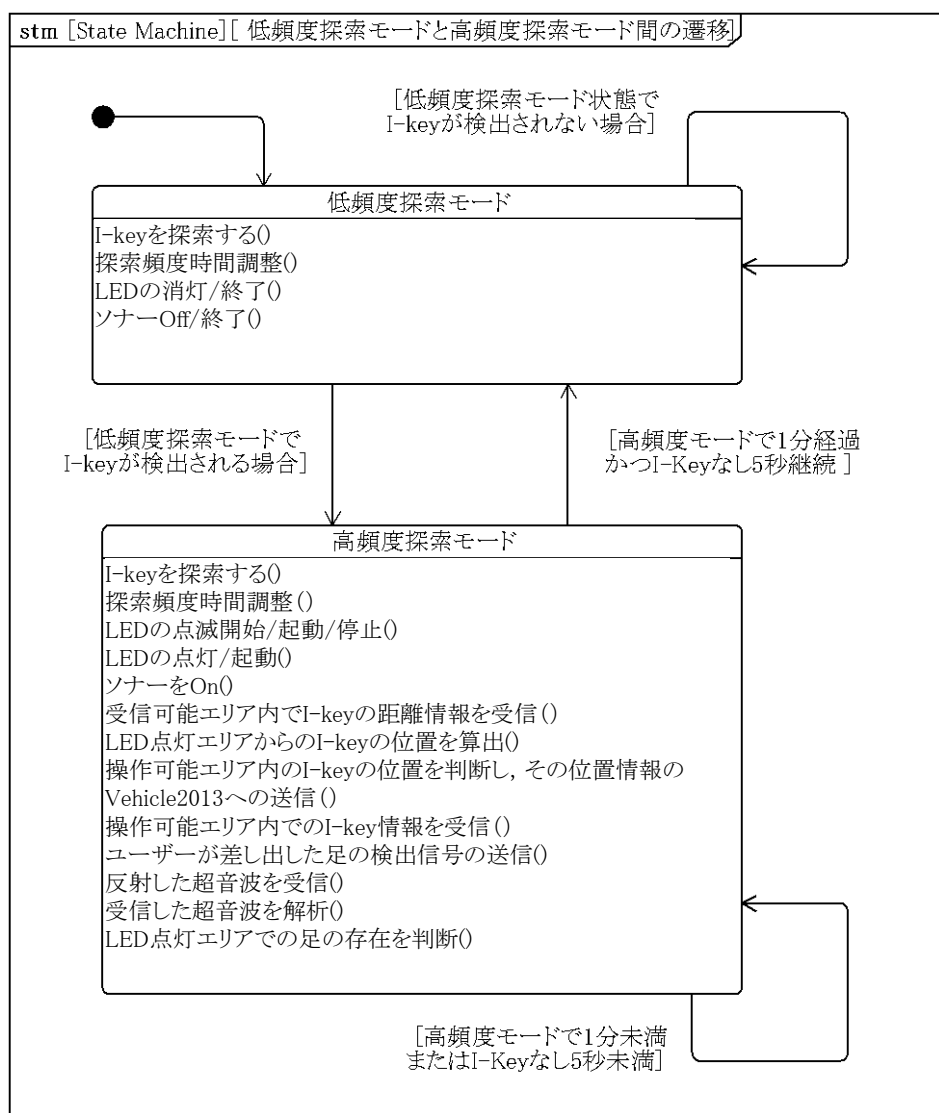 stm [State Machine][ 低頻度探索モードと高頻度探索モード間の遷移]
[低頻度探索モード状態で
I-keyが検出されない場合]
低頻度探索モード
I-keyを探索する()
探索頻度時間調整()
LEDの消灯/終了()
ソナーOff/終了()
[低頻度探索モードで
I-keyが検出される場合]
[高頻度モードで1分経過
かつI-Keyなし5秒継続 ]
高頻度探索モード
I-keyを探索する()
探索頻度時間調整()
LEDの点滅開始/起動/停止()
LEDの点灯/起動()
ソナーをOn()
受信可能エリア内でI-keyの距離情報を受信()
LED点灯エリアからのI-keyの位置を算出()
操作可能エリア内のI-keyの位置を判断し, その位置情報の
Vehicle2013への送信()
操作可能エリア内でのI-key情報を受信()
ユーザーが差し出した足の検出信号の送信()
反射した超音波を受信()
受信した超音波を解析()
LED点灯エリアでの足の存在を判断()
[高頻度モードで1分未満
またはI-Keyなし5秒未満]